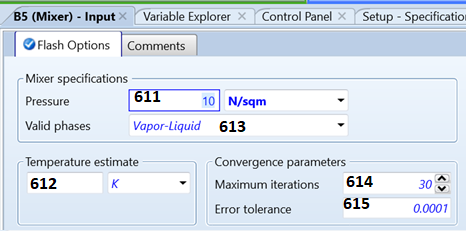 B5 (Mixer) - Input Variable Explorer Control Panel Setup - Specification
Flash Options Comments
Mixer specifications
Pressure 611 10 N/sqm
Valid phases Vapor-Liquid 613
Temperature estimate
612 K
Convergence parameters
Maximum iterations 614 30
Error tolerance 615 0.0001